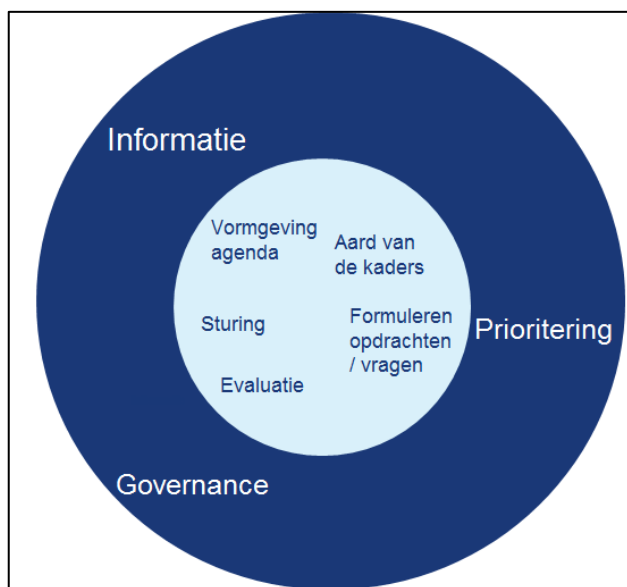 Informatie
Vormgeving
agenda
Aard van
de kaders
Sturing
Formuleren
opdrachten
/ vragen
Prioritering
Evaluatie
Governance